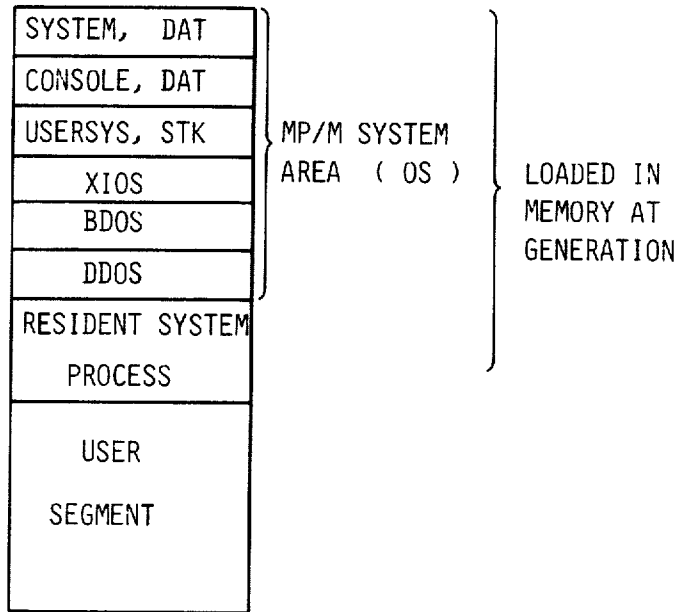 SYSTEM, DAT
CONSOLE, DAT
USERSYS, STK
XIOS
BDOS
DDOS
RESIDENT SYSTEM
PROCESS
USER
SEGMENT
MP/M SYSTEM
AREA ( OS )
LOADED IN
MEMORY AT
GENERATION